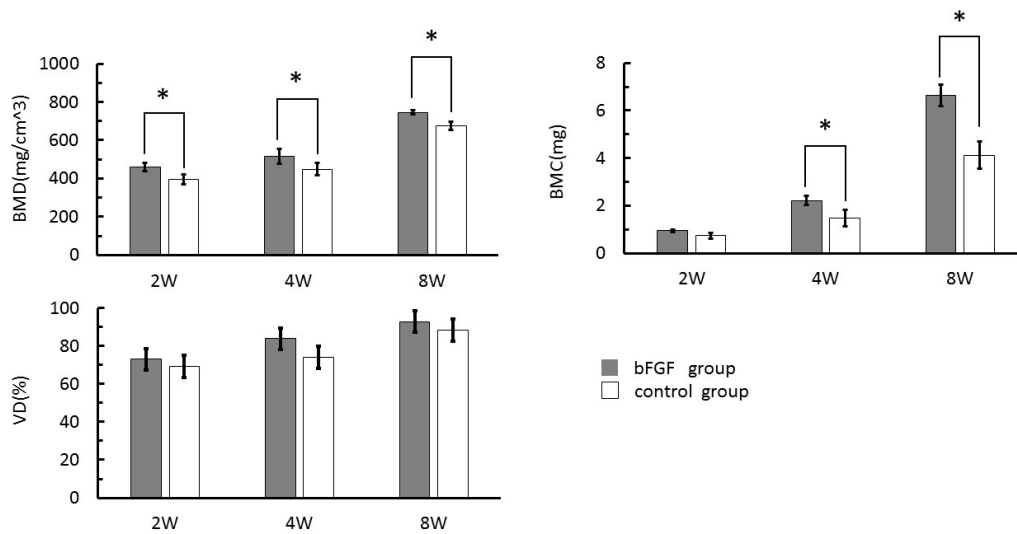 BMD(mg/cm^3)
1000
800
600
400
200
0
*
*
*
2W 4W 8W
BMC(mg)
8
6
4
2
0
*
*
2W 4W 8W
VD(%)
100
80
60
40
20
0
2W 4W 8W
bFGF group
control group